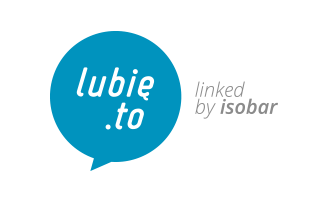 lubię
.to
linked
by isobar